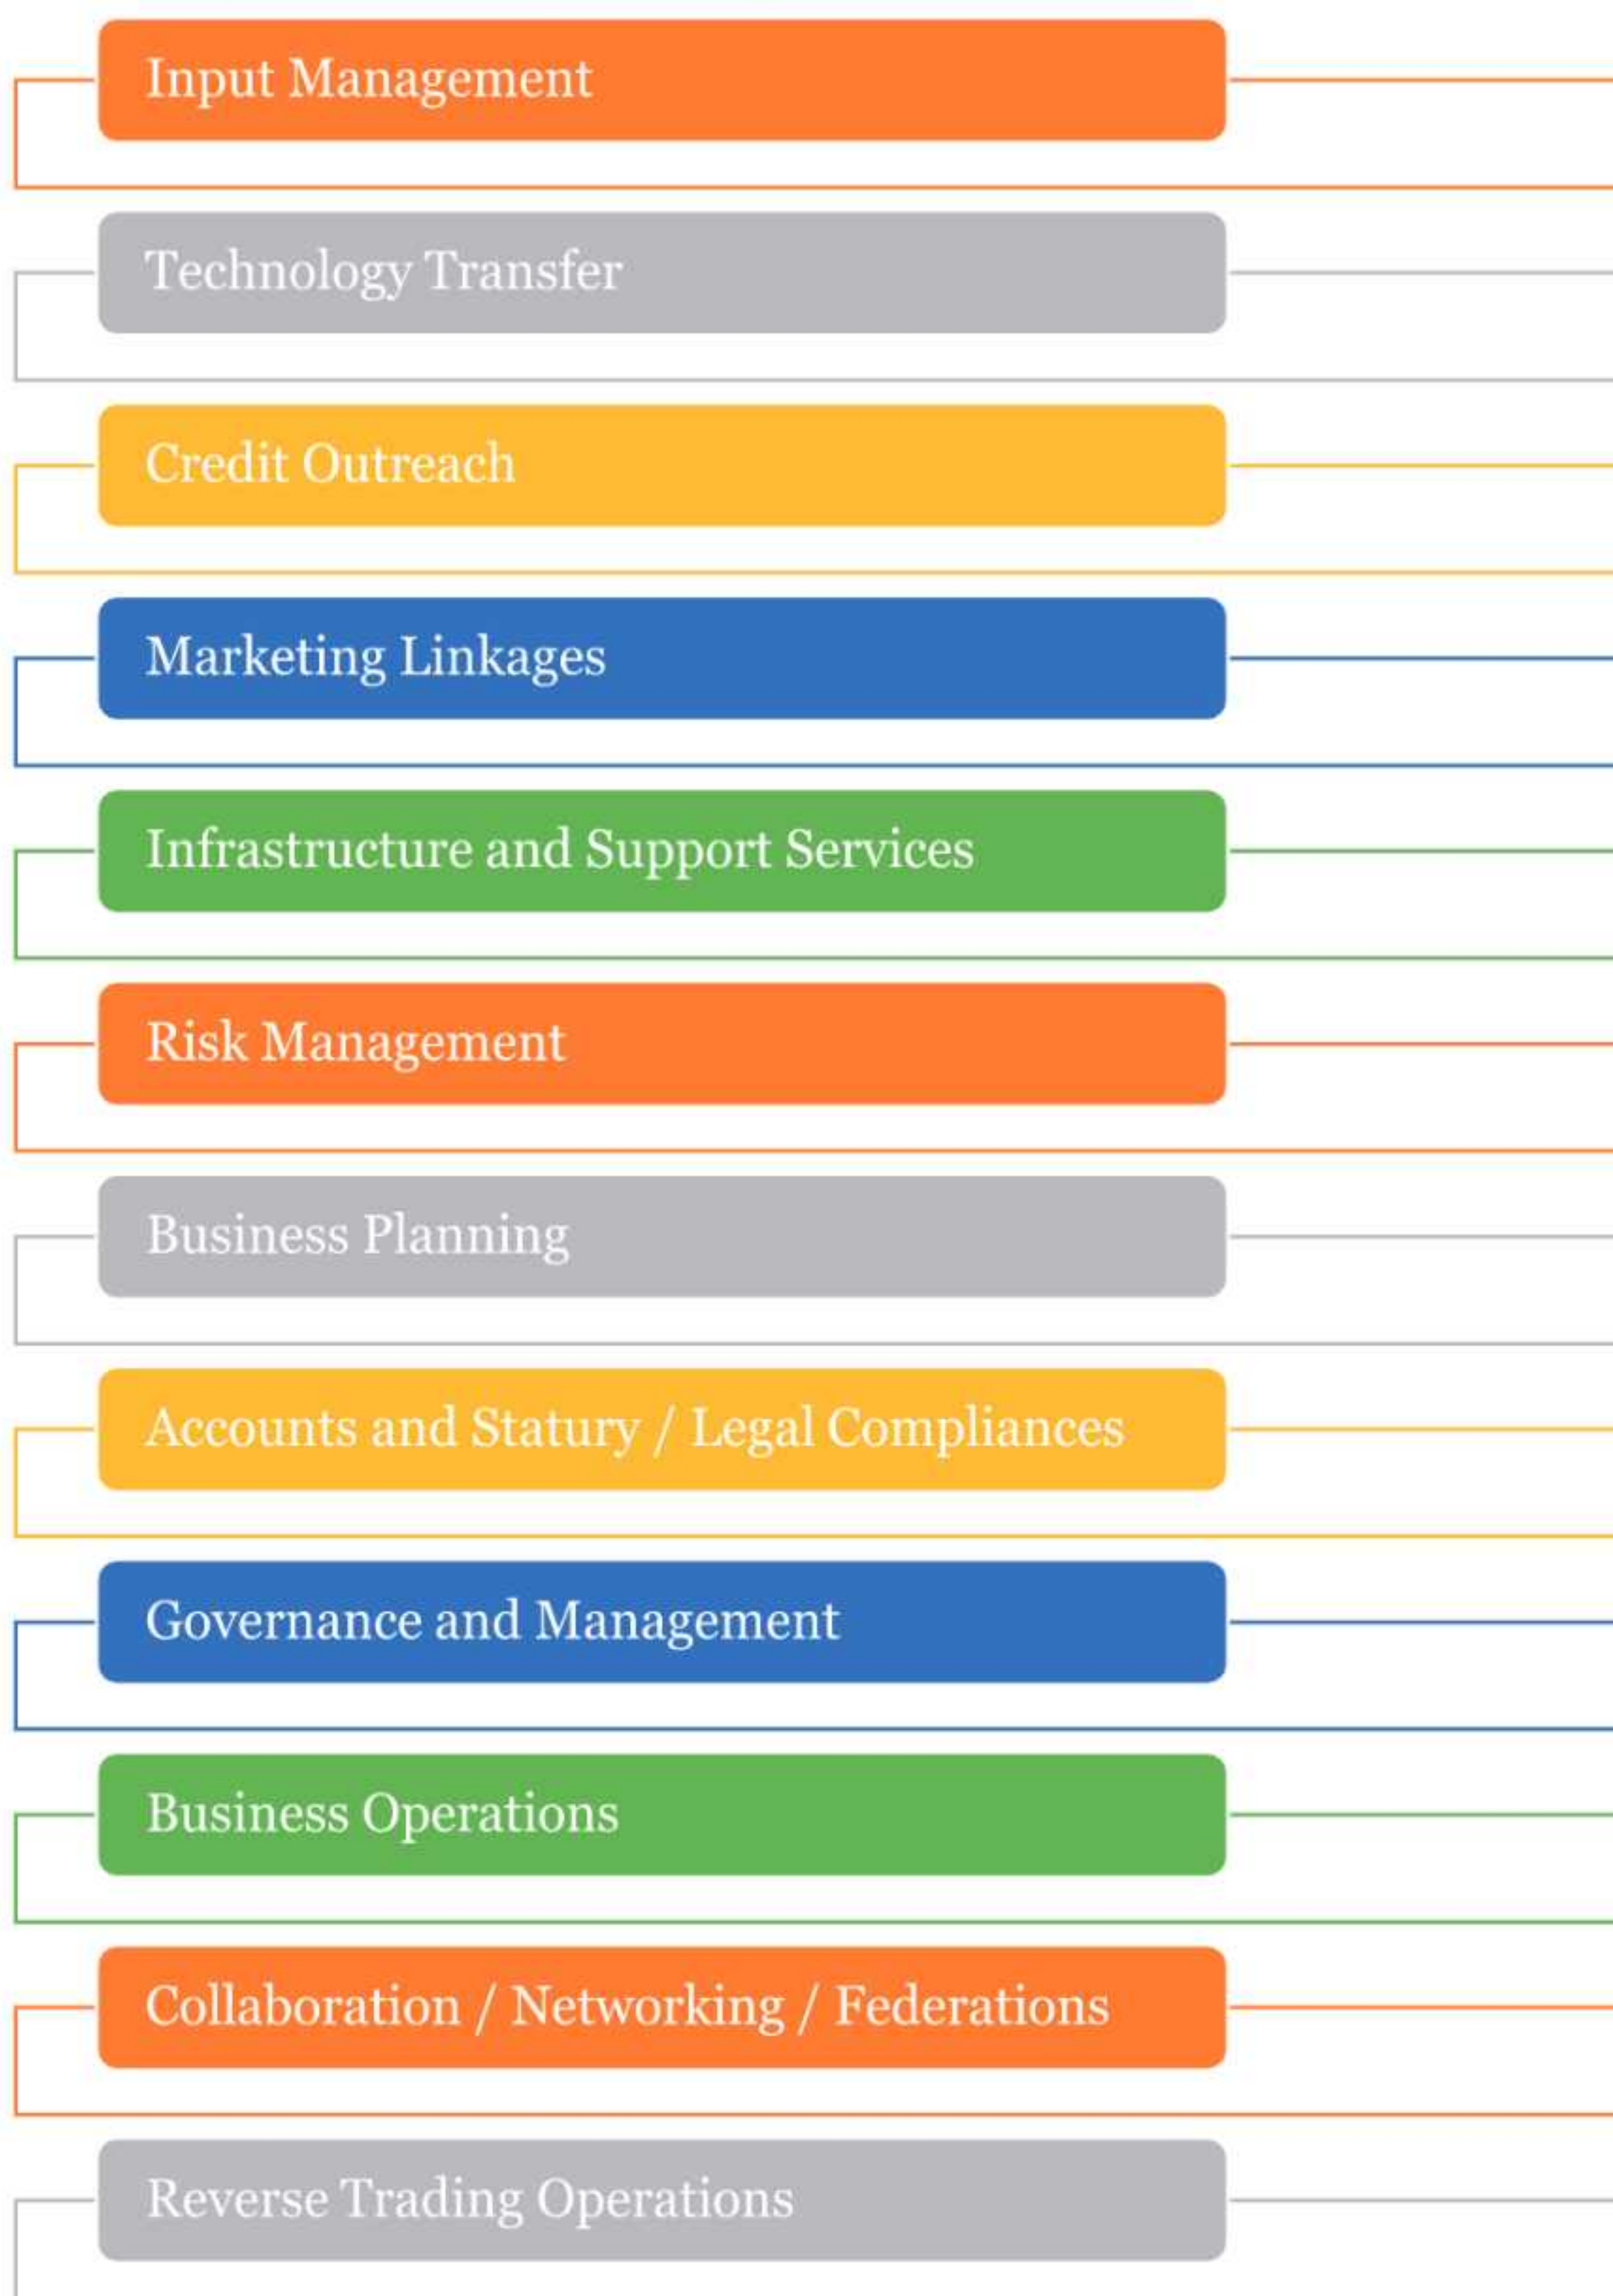 Input Management
Technology Transfer
Credit Outreach
Marketing Linkages
Infrastructure and Support Services
Risk Management
Business Planning
Accounts and Statury / Legal Compliances
Governance and Management
Business Operations
Collaboration / Networking / Federations
Reverse Trading Operations